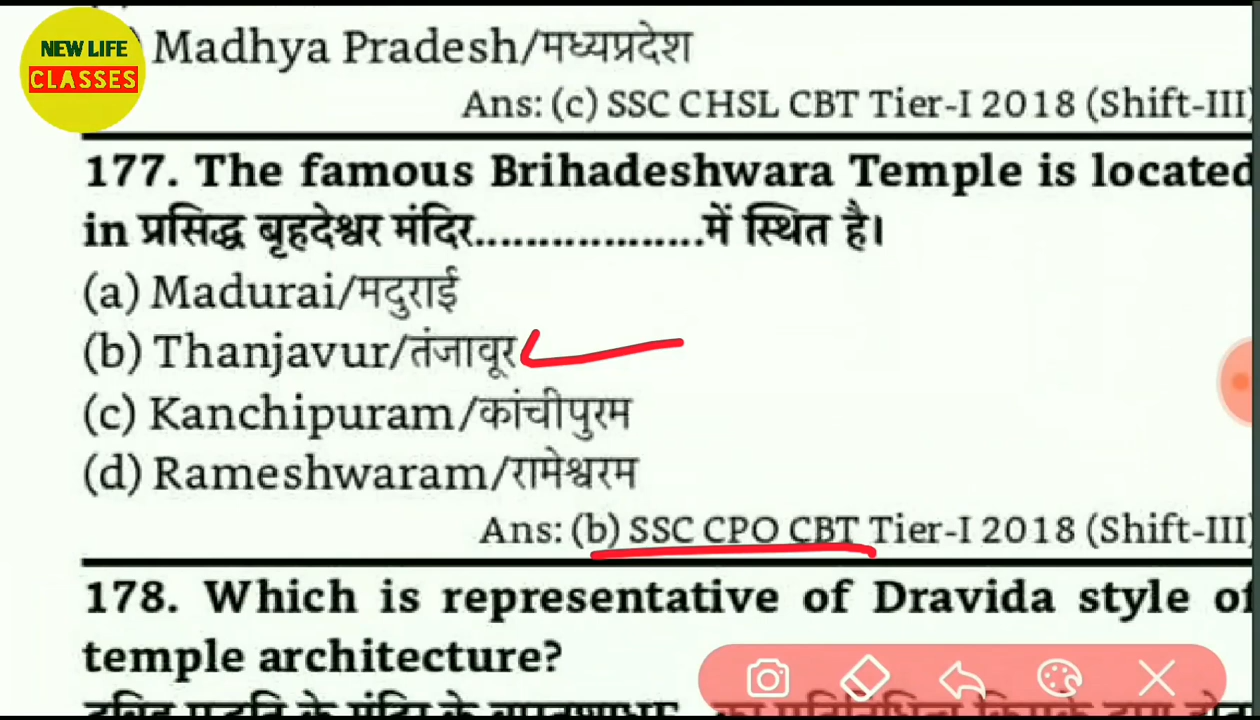 NEW LIFE
CLASSES
) Madhya Pradesh/मध्यप्रदेश
Ans: (c) SSC CHSL CBT Tier-I 2018 (Shift-III)
177. The famous Brihadeshwara Temple is located
in प्रसिद्ध बृहदेश्वर मंदिर..................में स्थित है।
(a) Madurai/मदुराई
(b) Thanjavur/तंजावूर
(c) Kanchipuram/कांचीपुरम
(d) Rameshwaram/रामेश्वरम
Ans: (b) SSC CPO CBT Tier-I 2018 (Shift-III)
178. Which is representative of Dravida style of
temple architecture?